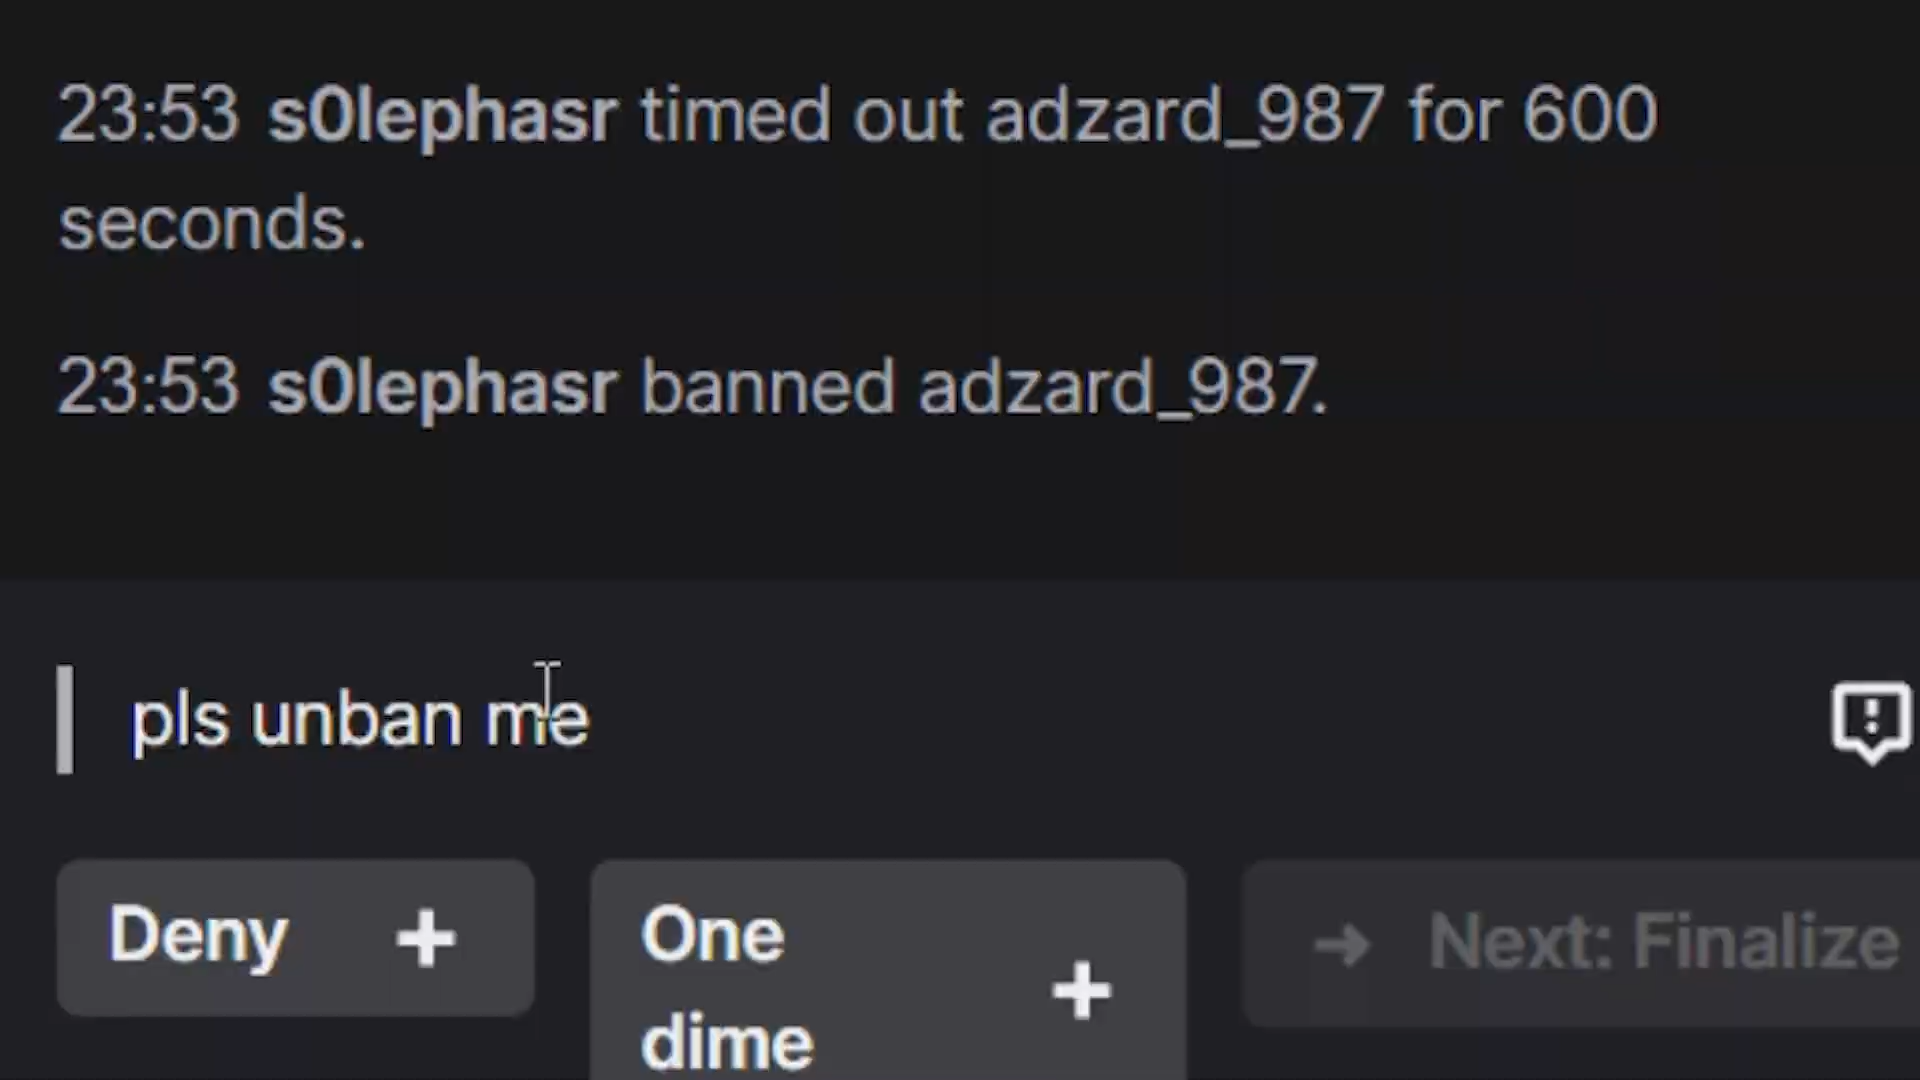 23:53 s0lephasr timed out adzard_987 for 600
seconds.
23:53 s0lephasr banned adzard_987.
pls unban me
Deny
One
dime
Next: Finalize